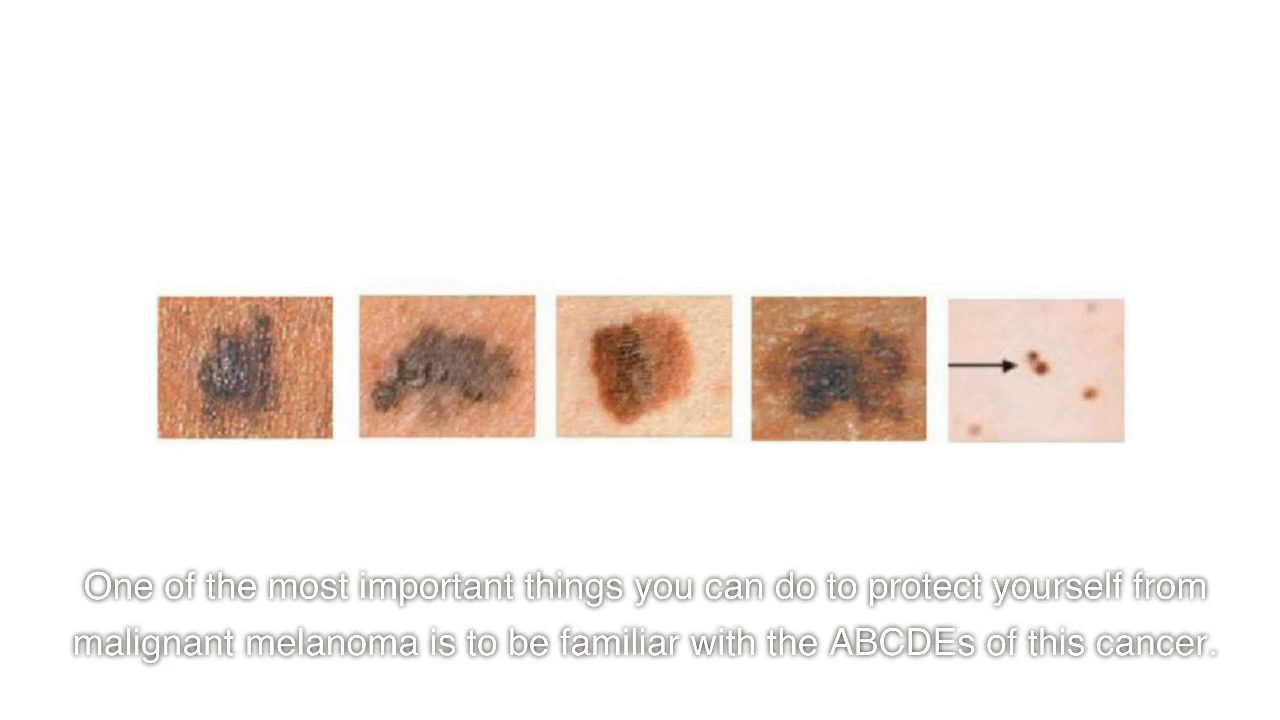 One of the most important things you can do to protect yourself from
malignant melanoma is to be familiar with the ABCDEs of this cancer.